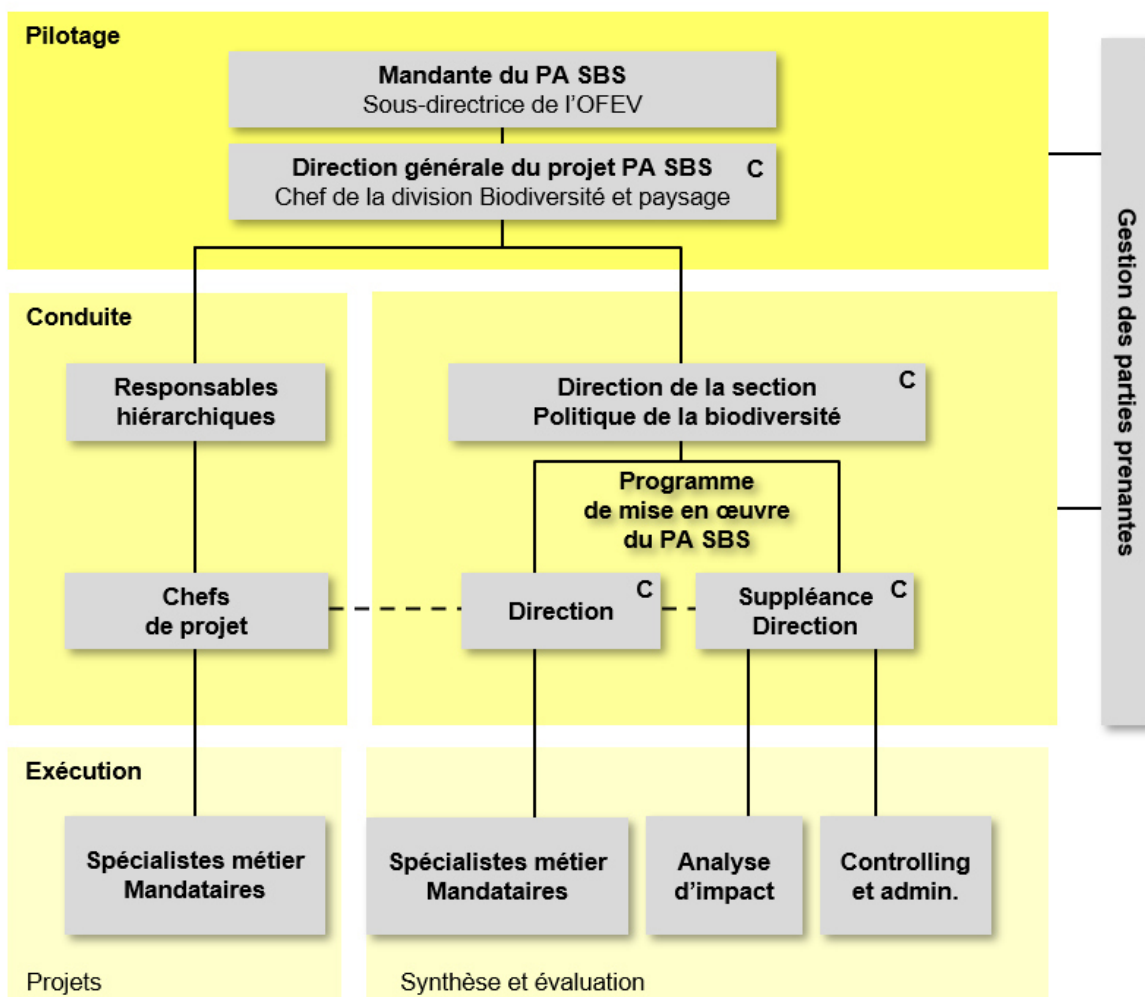 Pilotage
Mandante du PA SBS
Sous-directrice de l'OFEV
Direction générale du projet PA SBS C
Chef de la division Biodiversité et paysage
Gestion des parties prenantes
Conduite
Responsables
hiérarchiques
Direction de la section C
Politique de la biodiversité
Programme
de mise en œuvre
du PA SBS
Chefs
de projet
Direction C
Suppléance C
Direction
Exécution
Spécialistes métier
Mandataires
Spécialistes métier
Mandataires
Analyse
d'impact
Controlling
et admin.
Projets
Synthèse et évaluation